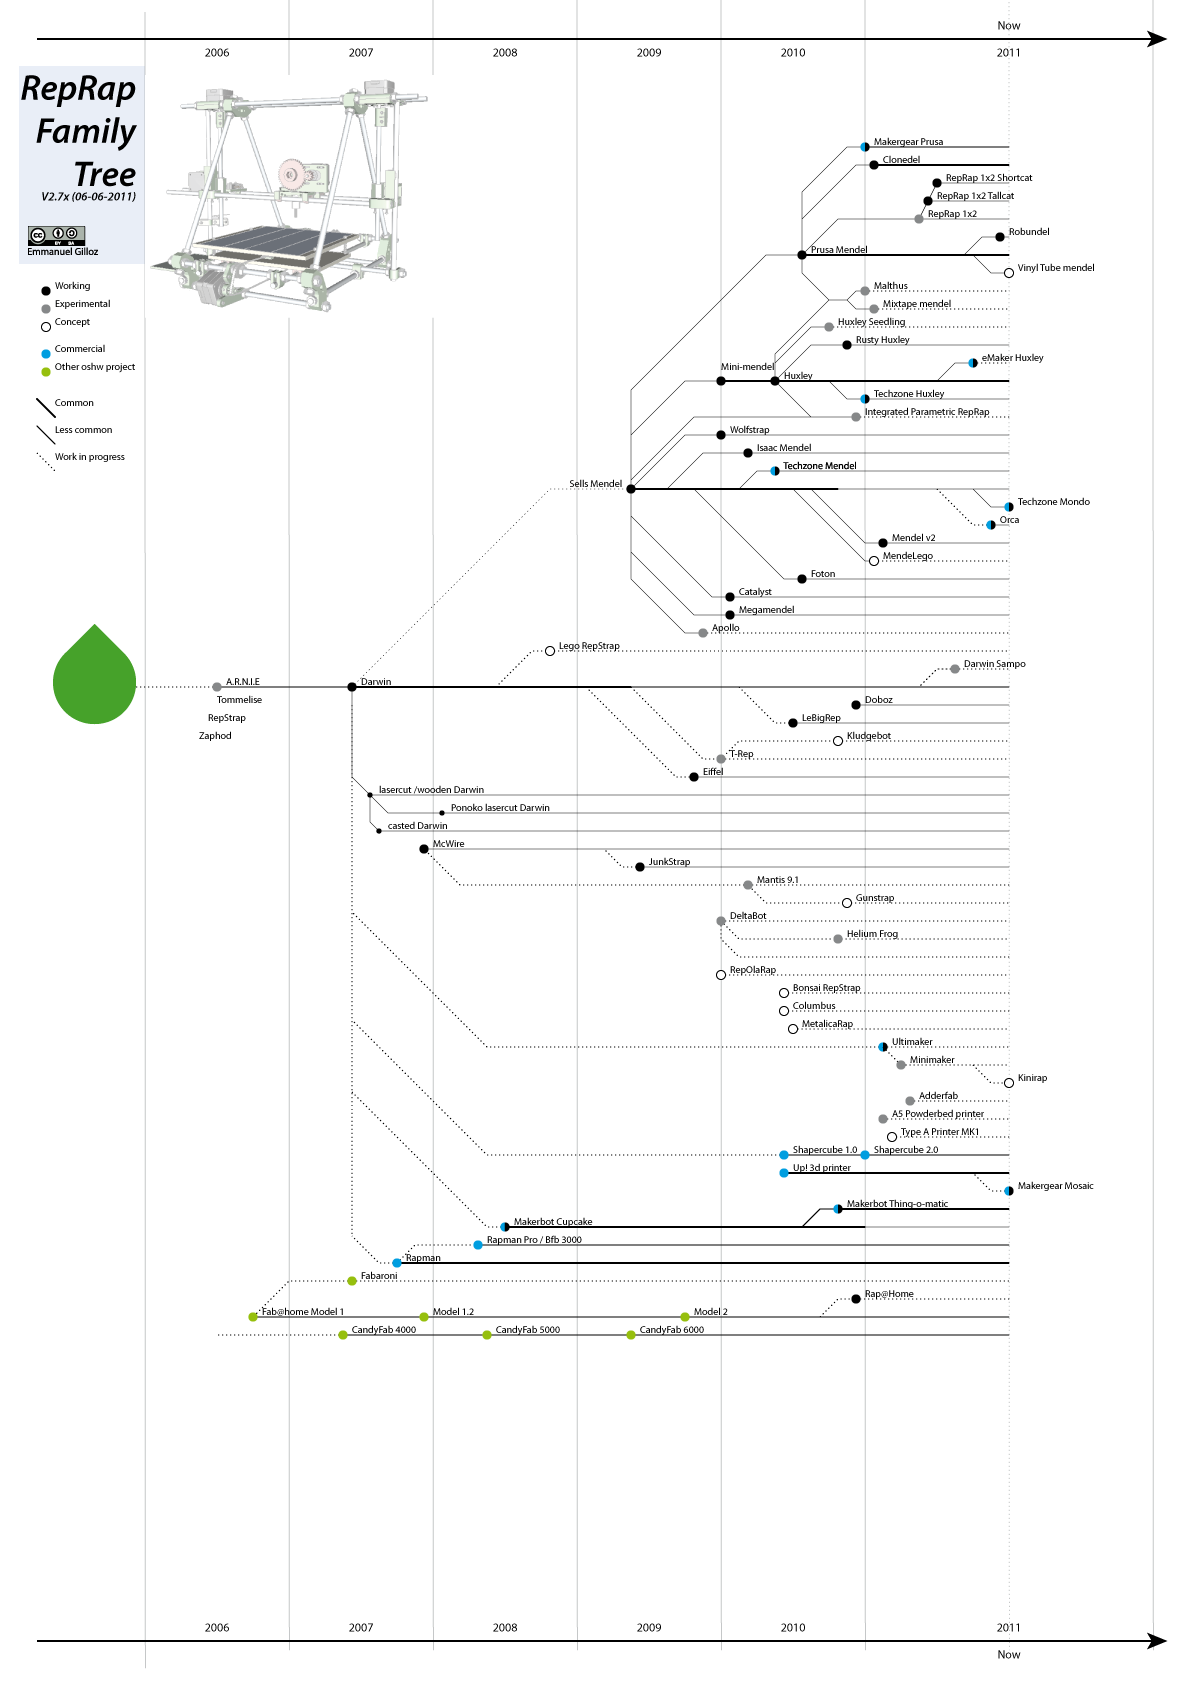 Now
2006 2007 2008 2009 2010 2011
RepRap
Family
Tree
V2.7x (06-06-2011)
cc
BY SA
Emmanuel Gilloz
Working
Experimental
Concept
Commercial
Other oshw project
Common
Less common
Work in progress
Makergear Prusa
Clonedel
RepRap 1x2 Shortcat
RepRap 1x2 Tallcat
RepRap 1x2
Robundel
Prusa Mendel
Vinyl Tube mendel
Malthus
Mixtape mendel
Huxley Seedling
Rusty Huxley
eMaker Huxley
Mini-mendel
Huxley
Techzone Huxley
Integrated Parametric RepRap
Wolfstrap
Isaac Mendel
Techzone Mendel
Sells Mendel
Techzone Mondo
Orca
Mendel v2
MendeLego
Foton
Catalyst
Megamendel
Apollo
Lego RepStrap
Darwin Sampo
A.R.N.I.E
Darwin
Tommelise
Doboz
RepStrap
LeBigRep
Zaphod
Kludgebot
T-Rep
Eiffel
lasercut /wooden Darwin
Ponoko lasercut Darwin
casted Darwin
McWire
JunkStrap
Mantis 9.1
Gunstrap
DeltaBot
Helium Frog
RepOlaRap
Bonsai RepStrap
Columbus
MetalicaRap
Ultimaker
Minimaker
Kinirap
Adderfab
A5 Powderbed printer
Type A Printer MK1
Shapercube 1.0 Shapercube 2.0
Up! 3d printer
Makergear Mosaic
Makerbot Thing-o-matic
Makerbot Cupcake
Rapman Pro / Bfb 3000
Rapman
Fabaroni
Rap@Home
Fab@home Model 1 Model 1.2 Model 2
CandyFab 4000 CandyFab 5000 CandyFab 6000
2006 2007 2008 2009 2010 2011
Now